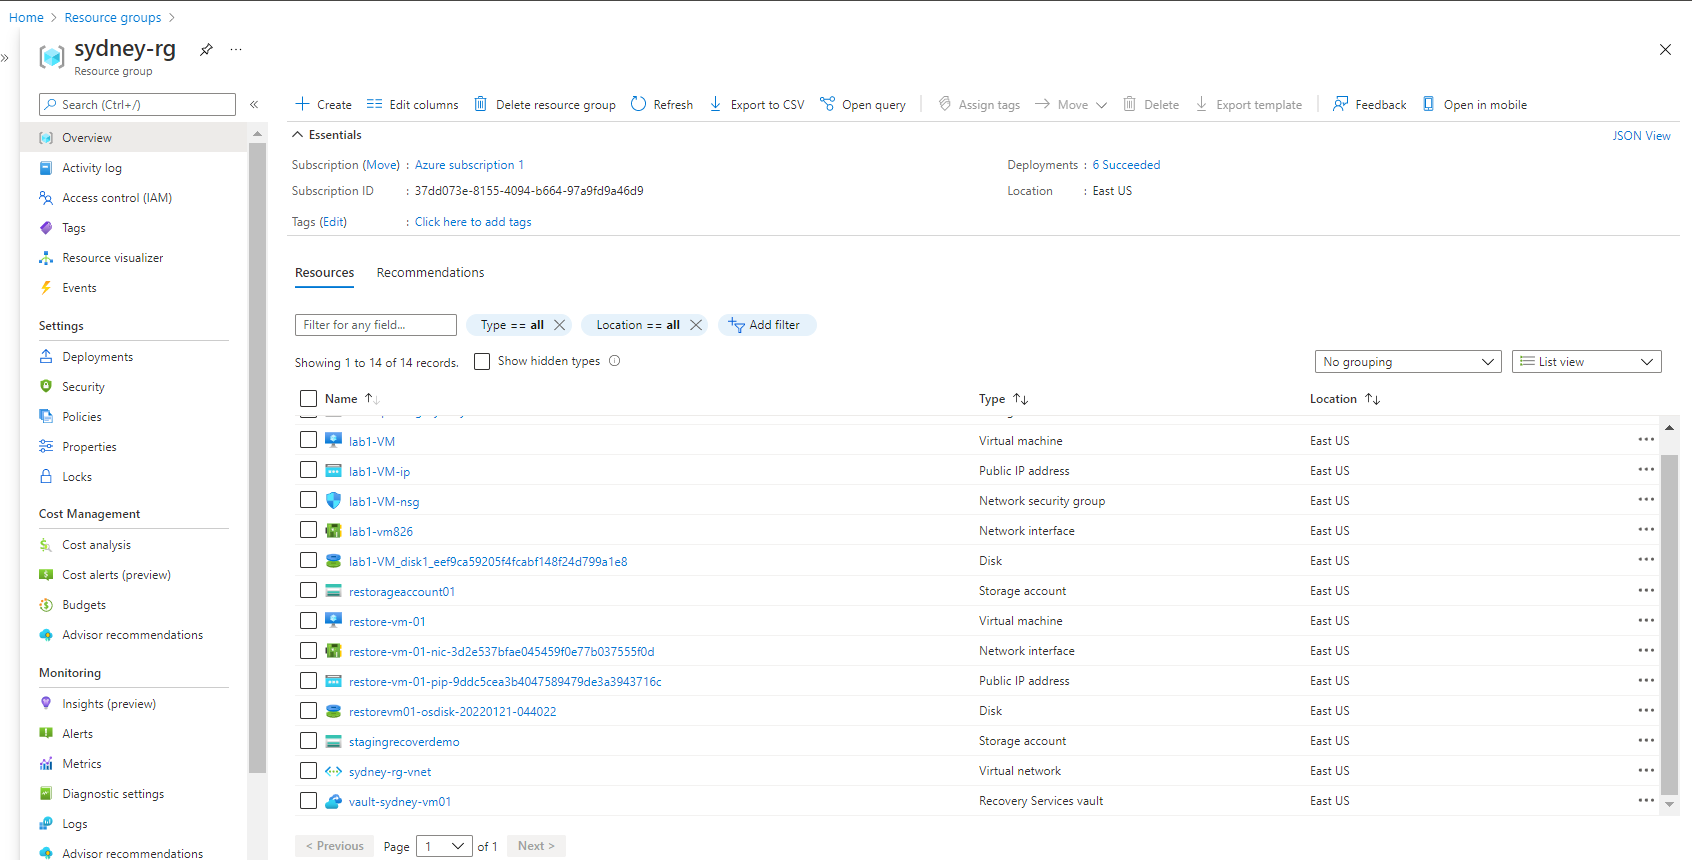 Home > Resource groups >
sydney-rg
Resource group
Search (Ctrl+/)
Overview
Activity log
Access control (IAM)
Tags
Resource visualizer
Events
Settings
Deployments
Security
Policies
Properties
Locks
Cost Management
Cost analysis
Cost alerts (preview)
Budgets
Advisor recommendations
Monitoring
Insights (preview)
Alerts
Metrics
Diagnostic settings
Logs
Advisor recommendations
Create Edit columns Delete resource group Refresh Export to CSV Open query Assign tags Move Delete Export template Feedback Open in mobile
Essentials JSON View
Subscription (Move) : Azure subscription 1 Deployments : 6 Succeeded
Subscription ID : 37dd073e-8155-4094-b664-97a9fd9a46d9 Location : East US
Tags (Edit) : Click here to add tags
Resources Recommendations
Filter for any field... Type == all Location == all Add filter
Showing 1 to 14 of 14 records. Show hidden types No grouping List view
Name Type Location
lab1-VM Virtual machine East US
lab1-VM-ip Public IP address East US
lab1-VM-nsg Network security group East US
lab1-vm826 Network interface East US
lab1-VM_disk1_eef9ca59205f4fcabf148f24d799a1e8 Disk East US
restorageaccount01 Storage account East US
restore-vm-01 Virtual machine East US
restore-vm-01-nic-3d2e537bfae045459f0e77b037555f0d Network interface East US
restore-vm-01-pip-9ddc5cea3b4047589479de3a3943716c Public IP address East US
restorevm01-osdisk-20220121-044022 Disk East US
stagingrecoverdemo Storage account East US
sydney-rg-vnet Virtual network East US
vault-sydney-vm01 Recovery Services vault East US
< Previous Page 1 of 1 Next >